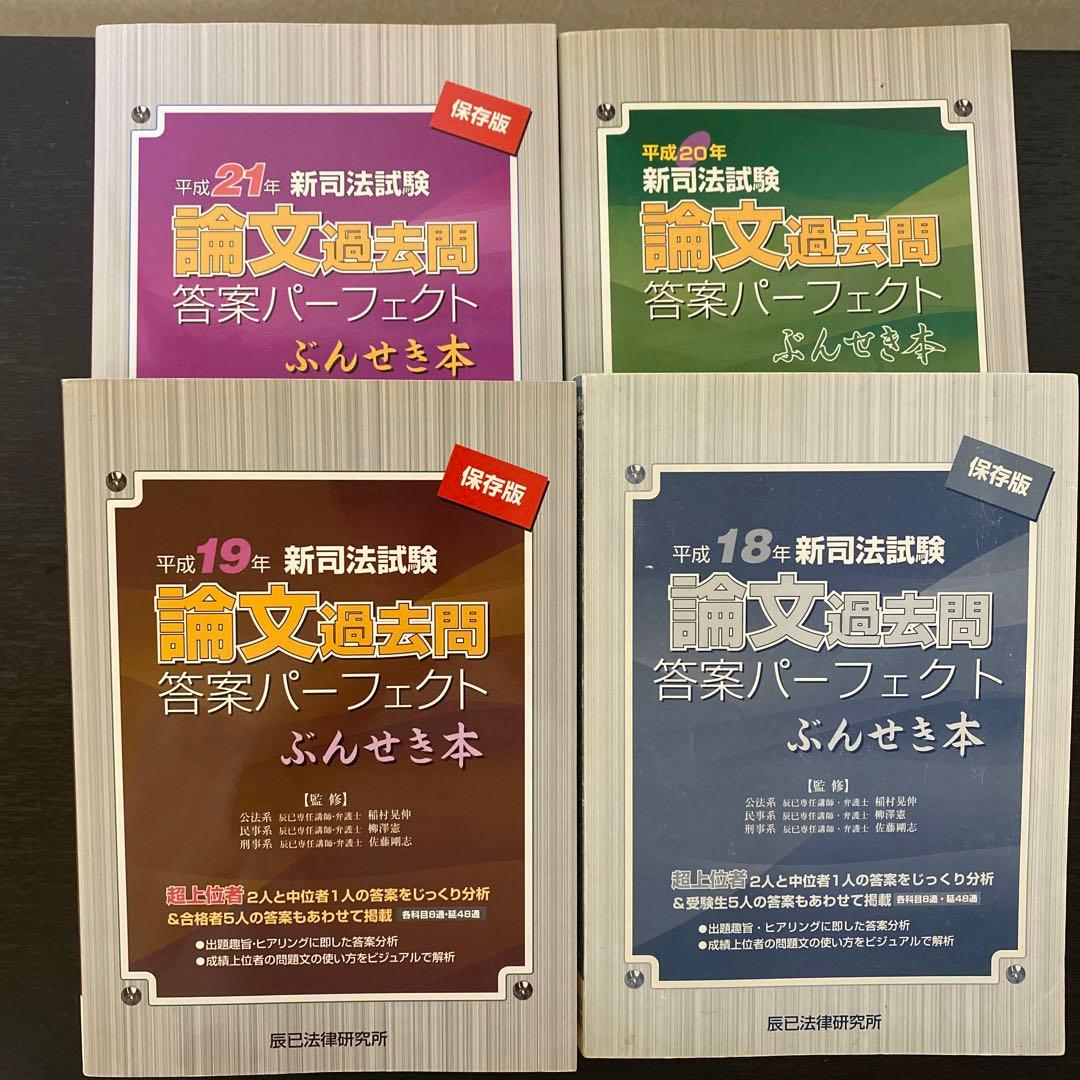 保存版
平成21年 新司法試験
論文過去問
答案パーフェクト
ぶんせき本
平成20年
新司法試験
論文過去問
答案パーフェクト
ぶんせき本
保存版
平成19年 新司法試験
論文過去問
答案パーフェクト
ぶんせき本
【監修】
公法系 辰已専任講師・弁護士 稲村晃伸
民事系 辰已専任講師・弁護士 柳澤憲
刑事系 辰已専任講師・弁護士 佐藤剛志
超上位者2人と中位者1人の答案をじっくり分析
&合格者5人の答案もあわせて掲載 各科目8通・延48通
●出題趣旨・ヒアリングに即した答案分析
●成績上位者の問題文の使い方をビジュアルで解析
辰已法律研究所
保存版
平成18年 新司法試験
論文過去問
答案パーフェクト
ぶんせき本
【監修】
公法系 辰已専任講師・弁護士 稲村晃伸
民事系 辰已専任講師・弁護士 柳澤憲
刑事系 辰已専任講師・弁護士 佐藤剛志
超上位者2人と中位者1人の答案をじっくり分析
&受験生5人の答案もあわせて掲載 各科目8通・延48通
●出題趣旨・ヒアリングに即した答案分析
●成績上位者の問題文の使い方をビジュアルで解析
辰已法律研究所